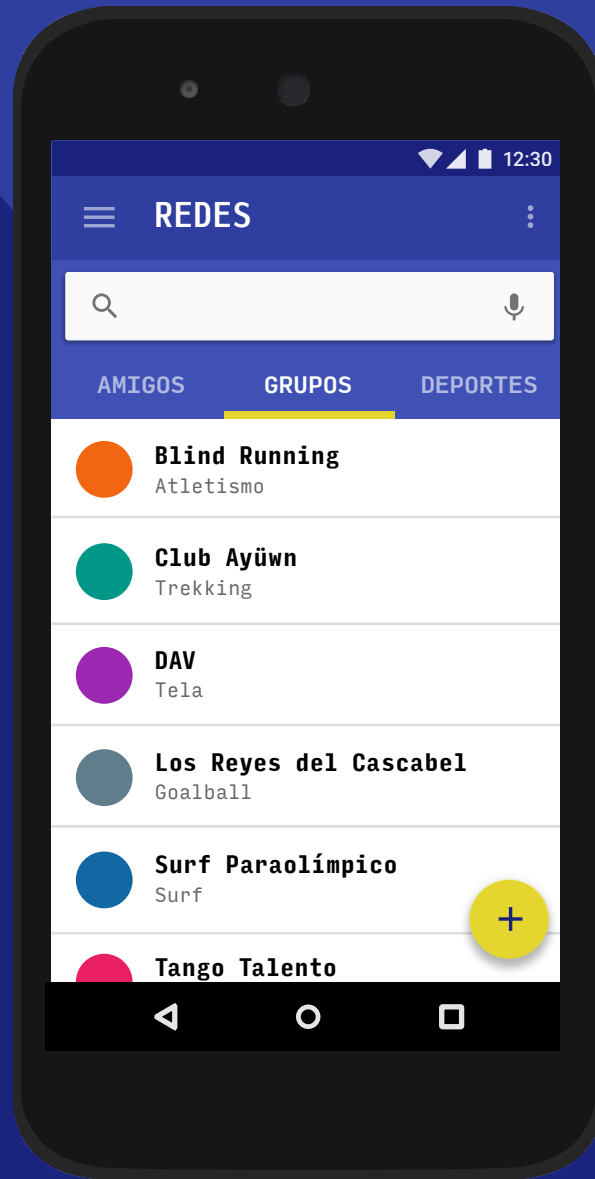 12:30
REDES
AMIGOS GRUPOS DEPORTES
Blind Running
Atletismo
Club Ayüwn
Trekking
DAV
Tela
Los Reyes del Cascabel
Goalball
Surf Paraolímpico
Surf
Tango Talento